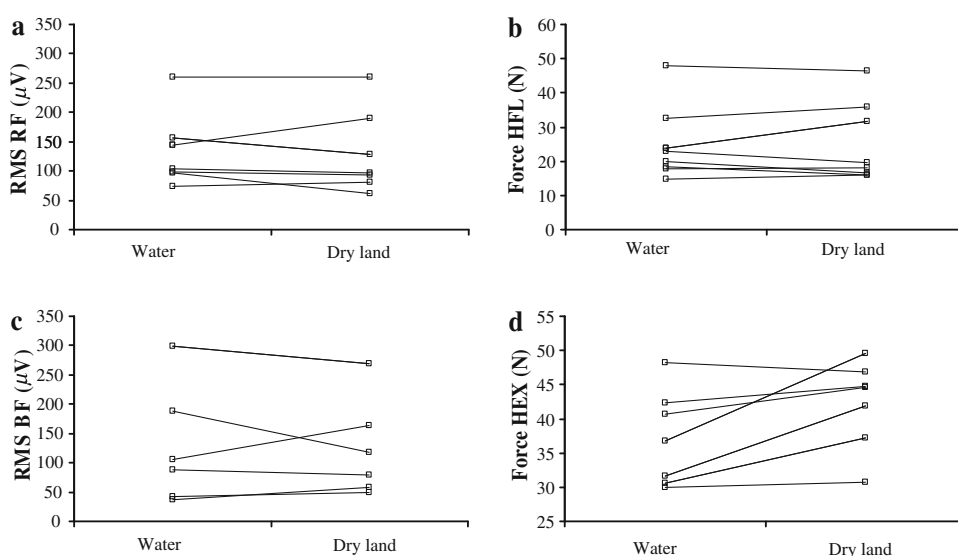 a
RMS RF (μV)
350
300
250
200
150
100
50
0
Water
Dry land
b
Force HFL (N)
60
50
40
30
20
10
0
Water
Dry land
c
RMS BF (μV)
350
300
250
200
150
100
50
0
Water
Dry land
d
Force HEX (N)
55
50
45
40
35
30
25
Water
Dry land